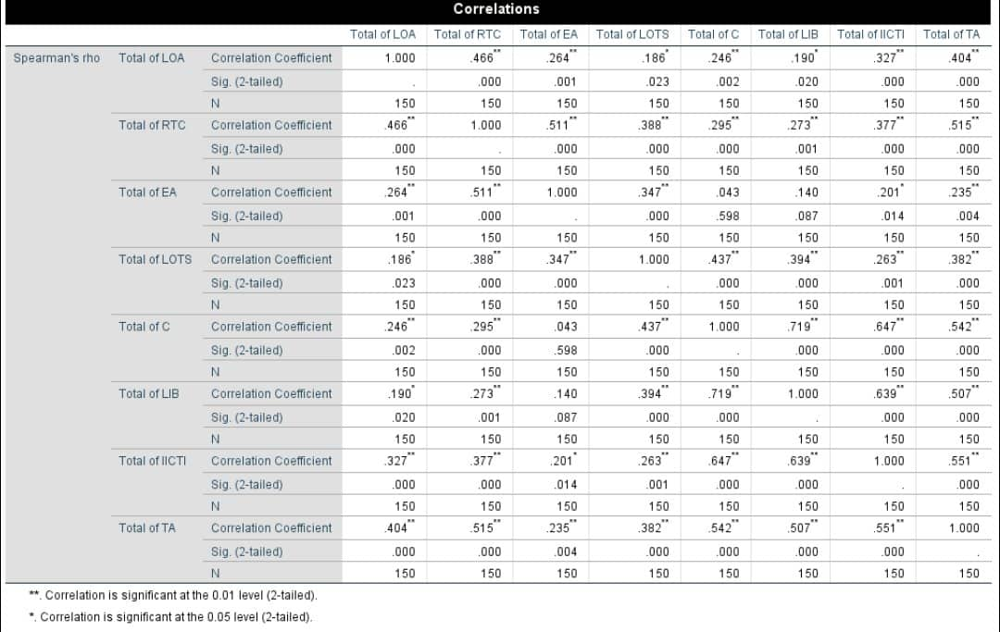 Correlations
Total of LOA Total of RTC Total of EA Total of LOTS Total of C Total of LIB Total of IICTI Total of TA
Spearman's rho Total of LOA Correlation Coefficient 1.000 .466** .264** .186* .246** .190* .327** .404**
Sig. (2-tailed) . .000 .001 .023 .002 .020 .000 .000
N 150 150 150 150 150 150 150 150
Total of RTC Correlation Coefficient .466** 1.000 .511** .388** .295** .273** .377** .515**
Sig. (2-tailed) .000 . .000 .000 .000 .001 .000 .000
N 150 150 150 150 150 150 150 150
Total of EA Correlation Coefficient .264** .511** 1.000 .347** .043 .140 .201* .235**
Sig. (2-tailed) .001 .000 . .000 .598 .087 .014 .004
N 150 150 150 150 150 150 150 150
Total of LOTS Correlation Coefficient .186* .388** .347** 1.000 .437** .394** .263** .382**
Sig. (2-tailed) .023 .000 .000 . .000 .000 .001 .000
N 150 150 150 150 150 150 150 150
Total of C Correlation Coefficient .246** .295** .043 .437** 1.000 .719** .647** .542**
Sig. (2-tailed) .002 .000 .598 .000 . .000 .000 .000
N 150 150 150 150 150 150 150 150
Total of LIB Correlation Coefficient .190* .273** .140 .394** .719** 1.000 .639** .507**
Sig. (2-tailed) .020 .001 .087 .000 .000 . .000 .000
N 150 150 150 150 150 150 150 150
Total of IICTI Correlation Coefficient .327** .377** .201* .263** .647** .639** 1.000 .551**
Sig. (2-tailed) .000 .000 .014 .001 .000 .000 . .000
N 150 150 150 150 150 150 150 150
Total of TA Correlation Coefficient .404** .515** .235** .382** .542** .507** .551** 1.000
Sig. (2-tailed) .000 .000 .004 .000 .000 .000 .000 .
N 150 150 150 150 150 150 150 150
**. Correlation is significant at the 0.01 level (2-tailed).
*. Correlation is significant at the 0.05 level (2-tailed).